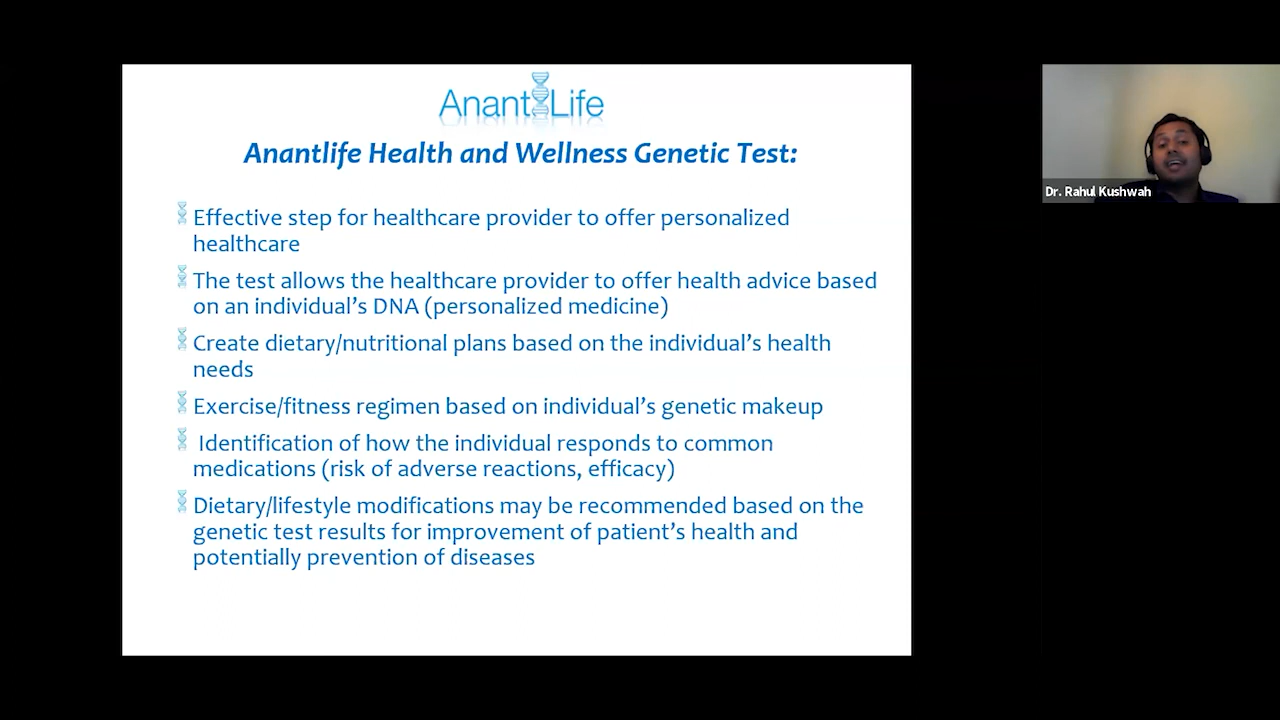 Anant Life
Anantlife Health and Wellness Genetic Test:
Effective step for healthcare provider to offer personalized
healthcare
The test allows the healthcare provider to offer health advice based
on an individual's DNA (personalized medicine)
Create dietary/nutritional plans based on the individual's health
needs
Exercise/fitness regimen based on individual's genetic makeup
Identification of how the individual responds to common
medications (risk of adverse reactions, efficacy)
Dietary/lifestyle modifications may be recommended based on the
genetic test results for improvement of patient's health and
potentially prevention of diseases
Dr. Rahul Kushwah